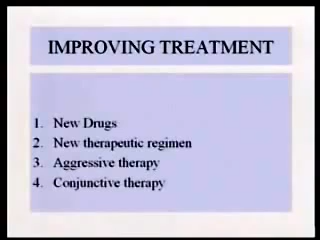 IMPROVING TREATMENT
1. New Drugs
2. New therapeutic regimen
3. Aggressive therapy
4. Conjunctive therapy